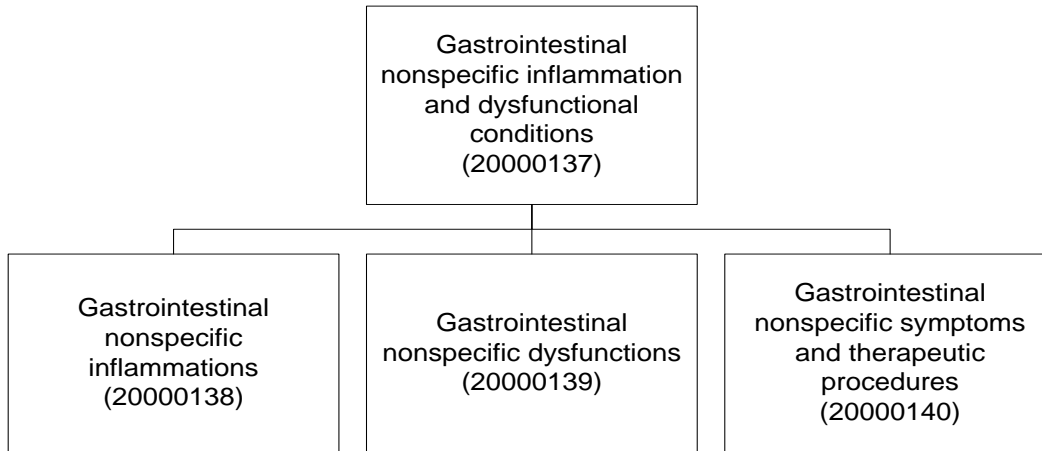 Gastrointestinal
nonspecific inflammation
and dysfunctional
conditions
(20000137)
Gastrointestinal
nonspecific
inflammations
(20000138)
Gastrointestinal
nonspecific dysfunctions
(20000139)
Gastrointestinal
nonspecific symptoms
and therapeutic
procedures
(20000140)